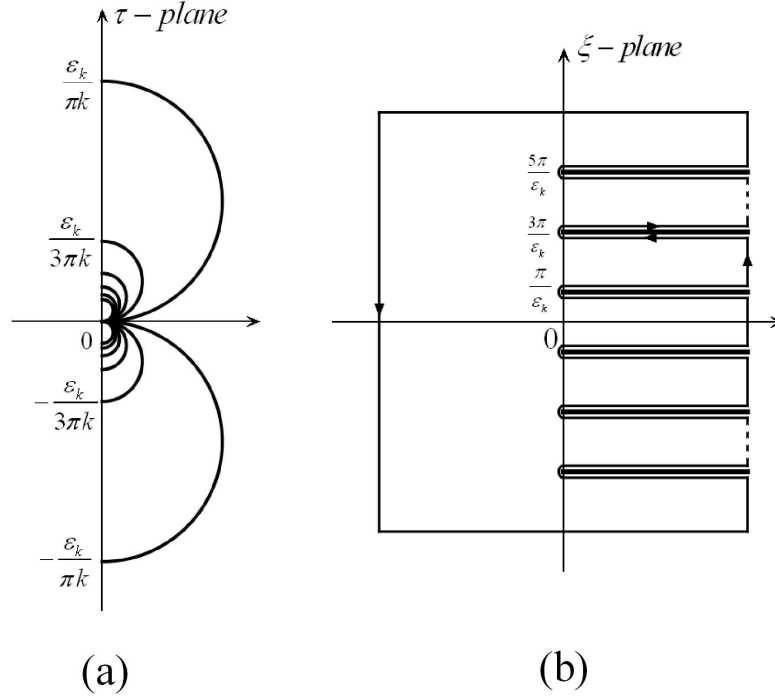 τ − plane
ε_k/πk
ε_k/3πk
0
−ε_k/3πk
−ε_k/πk
(a)
ξ − plane
5π/ε_k
3π/ε_k
π/ε_k
0
(b)